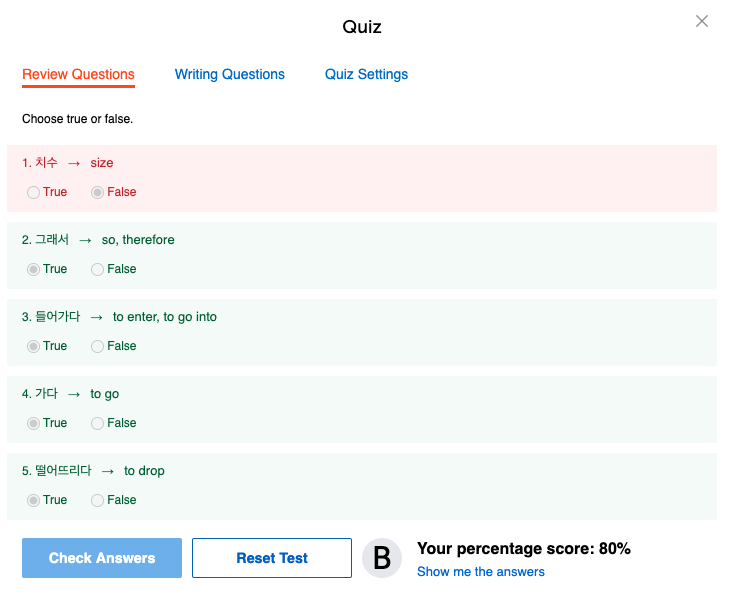 Quiz
Review Questions Writing Questions Quiz Settings
Choose true or false.
1. 치수 → size
True False
2. 그래서 → so, therefore
True False
3. 들어가다 → to enter, to go into
True False
4. 가다 → to go
True False
5. 떨어뜨리다 → to drop
True False
Check Answers Reset Test B Your percentage score: 80%
Show me the answers